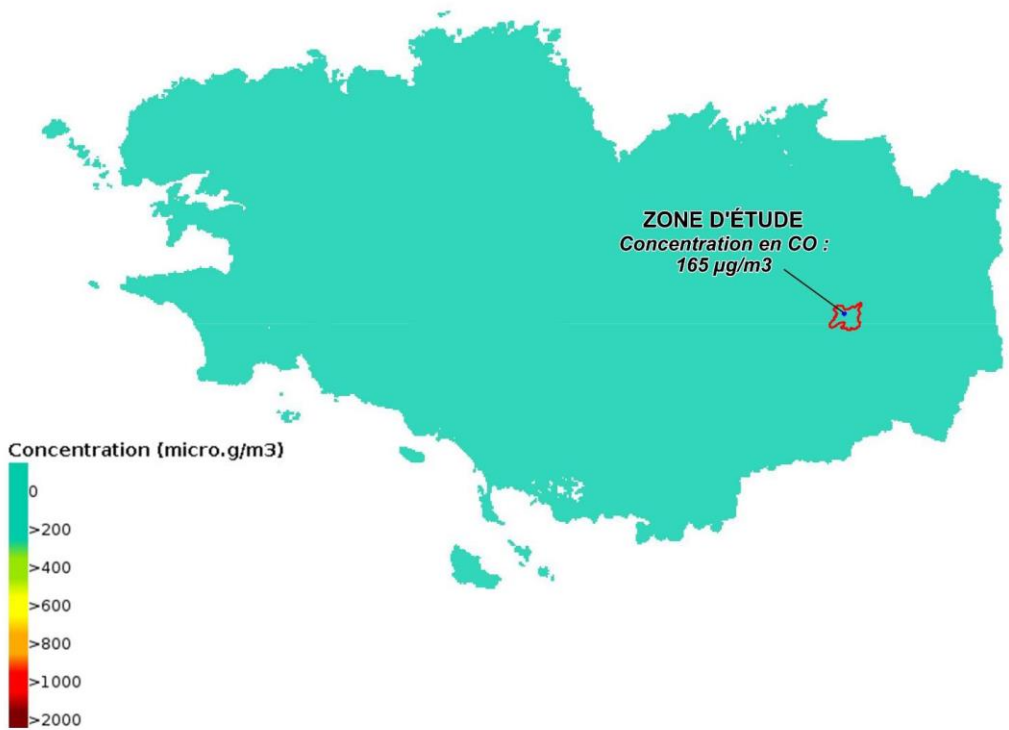 ZONE D'ÉTUDE
Concentration en CO :
165 µg/m3
Concentration (micro.g/m3)
0
>200
>400
>600
>800
>1000
>2000